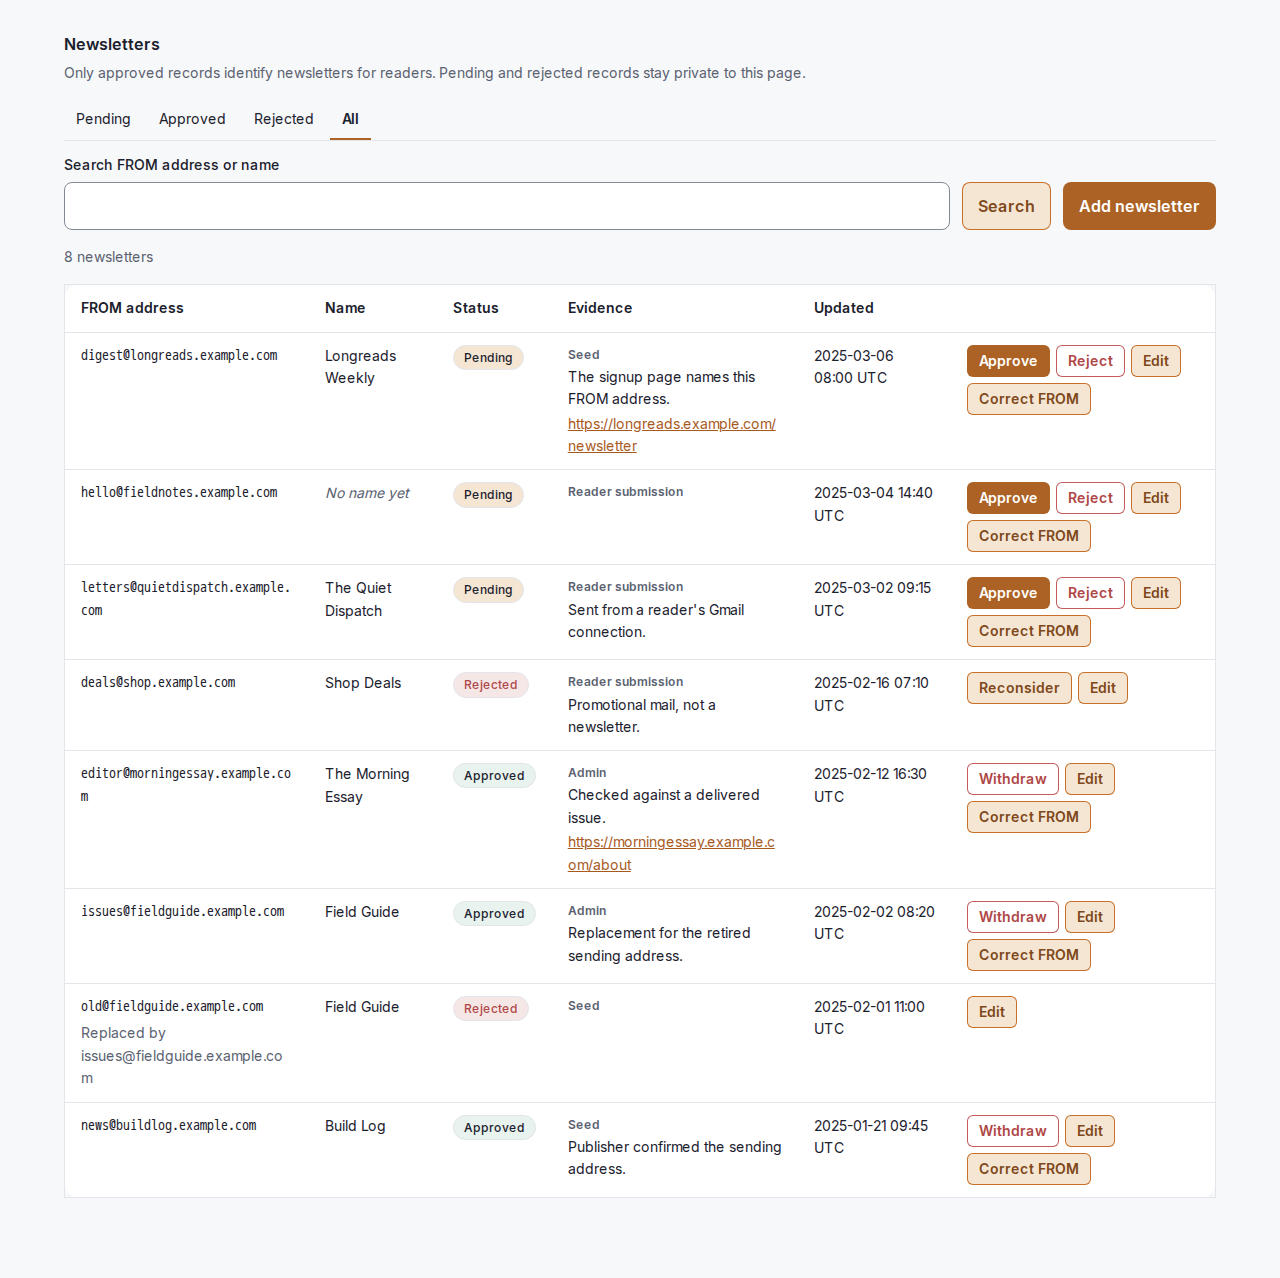 Newsletters
Only approved records identify newsletters for readers. Pending and rejected records stay private to this page.
Pending Approved Rejected All
Search FROM address or name
Search Add newsletter
8 newsletters
FROM address Name Status Evidence Updated
digest@longreads.example.com
Longreads
Weekly
Pending
Seed
The signup page names this
FROM address.
https://longreads.example.com/
newsletter
2025-03-06
08:00 UTC
Approve Reject Edit
Correct FROM
hello@fieldnotes.example.com
No name yet
Pending
Reader submission
2025-03-04 14:40
UTC
Approve Reject Edit
Correct FROM
letters@quietdispatch.example.
com
The Quiet
Dispatch
Pending
Reader submission
Sent from a reader's Gmail
connection.
2025-03-02 09:15
UTC
Approve Reject Edit
Correct FROM
deals@shop.example.com
Shop Deals
Rejected
Reader submission
Promotional mail, not a
newsletter.
2025-02-16 07:10
UTC
Reconsider Edit
editor@morningessay.example.co
m
The Morning
Essay
Approved
Admin
Checked against a delivered
issue.
https://morningessay.example.c
om/about
2025-02-12 16:30
UTC
Withdraw Edit
Correct FROM
issues@fieldguide.example.com
Field Guide
Approved
Admin
Replacement for the retired
sending address.
2025-02-02 08:20
UTC
Withdraw Edit
Correct FROM
old@fieldguide.example.com
Replaced by
issues@fieldguide.example.co
m
Field Guide
Rejected
Seed
2025-02-01 11:00
UTC
Edit
news@buildlog.example.com
Build Log
Approved
Seed
Publisher confirmed the sending
address.
2025-01-21 09:45
UTC
Withdraw Edit
Correct FROM